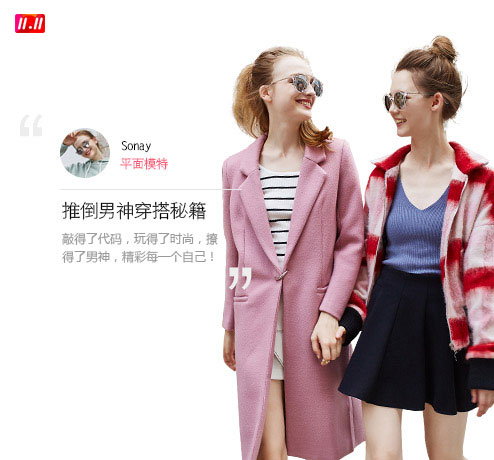 11.11
Sonay
平面模特
推倒男神穿搭秘籍
敲得了代码，玩得了时尚，撩
得了男神，精彩每一个自己！